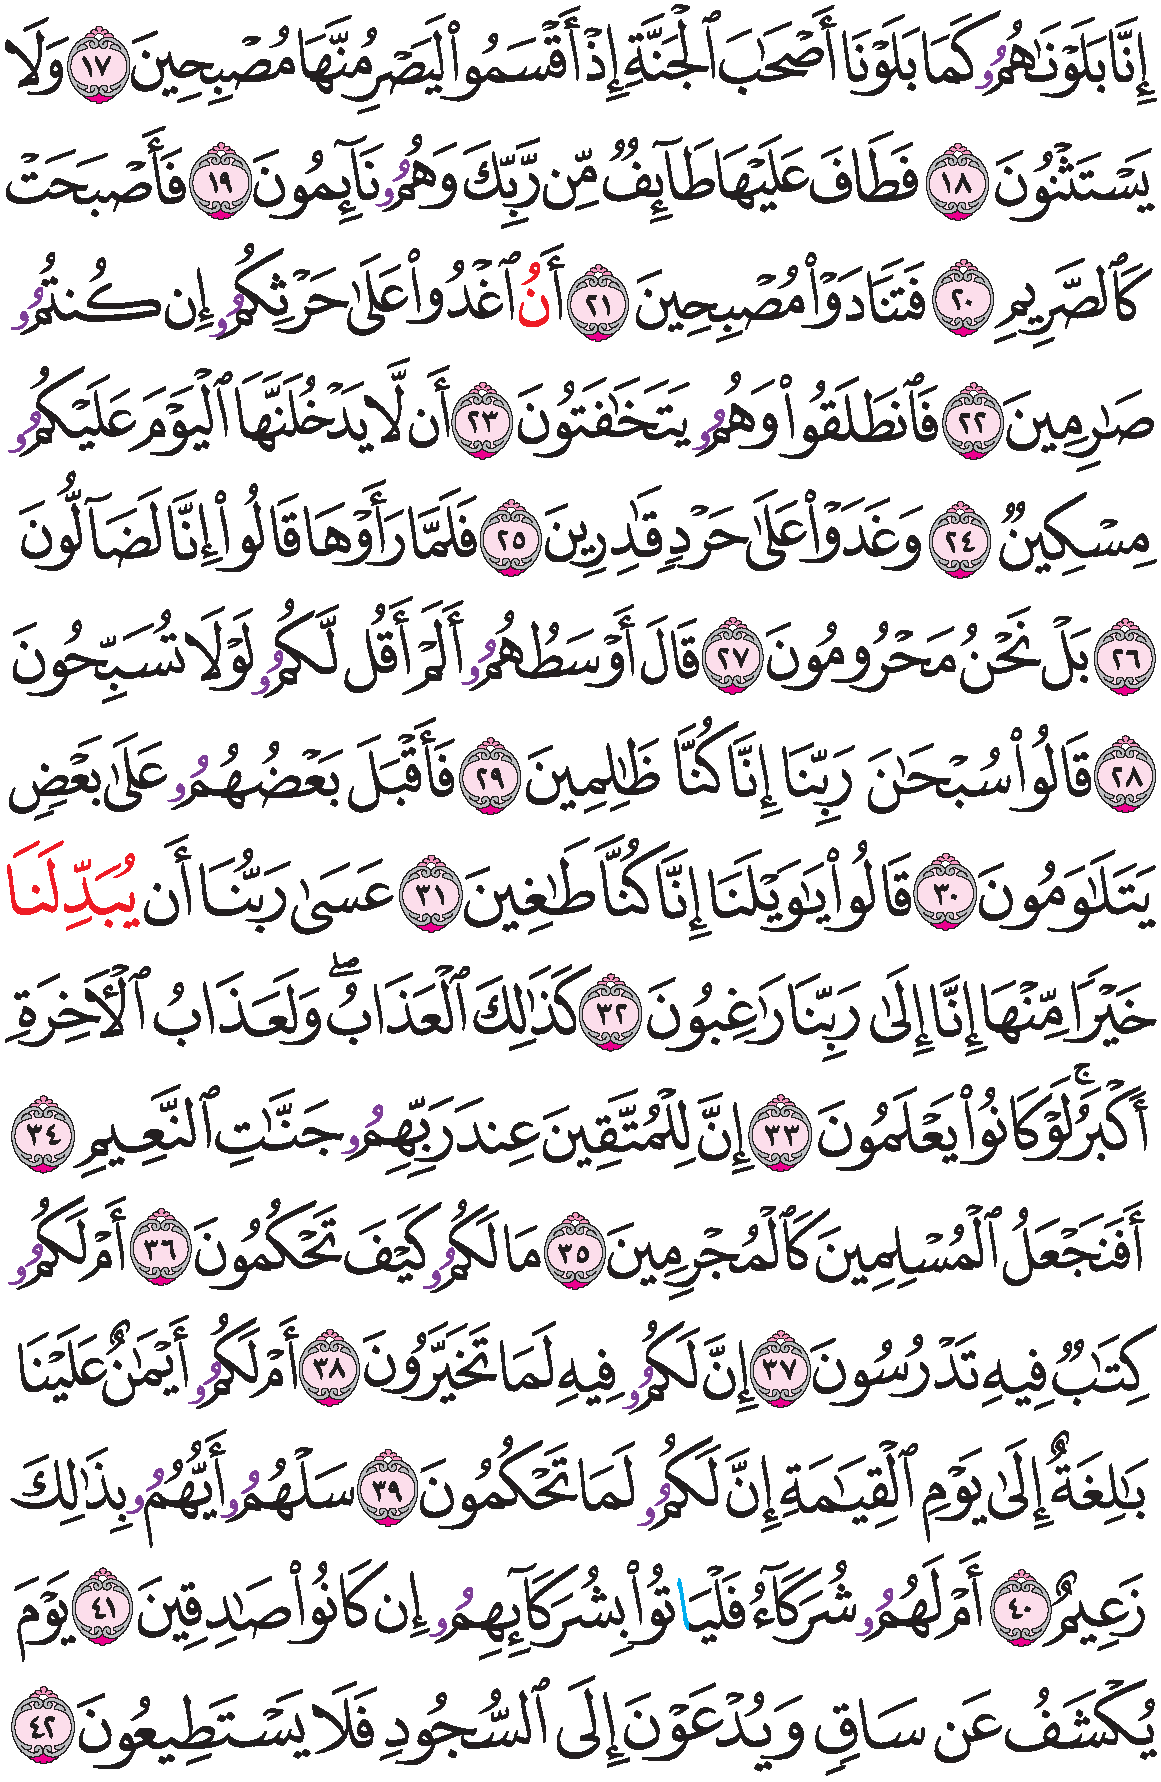 إِنَّا بَلَوْنَٰهُمُۥ كَمَا بَلَوْنَا أَصْحَٰبَ ٱلْجَنَّةِ إِذْ أَقْسَمُوا۟ لَيَصْرِمُنَّهَا مُصْبِحِينَ ١٧ وَلَا
يَسْتَثْنُونَ ١٨ فَطَافَ عَلَيْهَا طَآئِفٌ مِّن رَّبِّكَ وَهُمُۥ نَآئِمُونَ ١٩ فَأَصْبَحَتْ
كَٱلصَّرِيمِ ٢٠ فَتَنَادَوْا۟ مُصْبِحِينَ ٢١ أَنُ ٱغْدُوا۟ عَلَىٰ حَرْثِكُمُۥ إِن كُنتُمُۥ
صَٰرِمِينَ ٢٢ فَٱنطَلَقُوا۟ وَهُمُۥ يَتَخَٰفَتُونَ ٢٣ أَن لَّا يَدْخُلَنَّهَا ٱلْيَوْمَ عَلَيْكُمُۥ
مِسْكِينٌ ٢٤ وَغَدَوْا۟ عَلَىٰ حَرْدٍ قَٰدِرِينَ ٢٥ فَلَمَّا رَأَوْهَا قَالُوا۟ إِنَّا لَضَآلُّونَ
٢٦ بَلْ نَحْنُ مَحْرُومُونَ ٢٧ قَالَ أَوْسَطُهُمُۥ أَلَمْ أَقُل لَّكُمُۥ لَوْلَا تُسَبِّحُونَ
٢٨ قَالُوا۟ سُبْحَٰنَ رَبِّنَا إِنَّا كُنَّا ظَٰلِمِينَ ٢٩ فَأَقْبَلَ بَعْضُهُمُۥ عَلَىٰ بَعْضٍ
يَتَلَٰوَمُونَ ٣٠ قَالُوا۟ يَٰوَيْلَنَا إِنَّا كُنَّا طَٰغِينَ ٣١ عَسَىٰ رَبُّنَا أَن يُبَدِّلَنَا
خَيْرًا مِّنْهَا إِنَّا إِلَىٰ رَبِّنَا رَٰغِبُونَ ٣٢ كَذَٰلِكَ ٱلْعَذَابُ ۖ وَلَعَذَابُ ٱلْأَخِرَةِ
أَكْبَرُ ۚ لَوْ كَانُوا۟ يَعْلَمُونَ ٣٣ إِنَّ لِلْمُتَّقِينَ عِندَ رَبِّهِمُۥ جَنَّٰتِ ٱلنَّعِيمِ ٣٤
أَفَنَجْعَلُ ٱلْمُسْلِمِينَ كَٱلْمُجْرِمِينَ ٣٥ مَا لَكُمُۥ كَيْفَ تَحْكُمُونَ ٣٦ أَمْ لَكُمُۥ
كِتَٰبٌ فِيهِ تَدْرُسُونَ ٣٧ إِنَّ لَكُمُۥ فِيهِ لَمَا تَخَيَّرُونَ ٣٨ أَمْ لَكُمُۥ أَيْمَٰنٌ عَلَيْنَا
بَٰلِغَةٌ إِلَىٰ يَوْمِ ٱلْقِيَٰمَةِ إِنَّ لَكُمُۥ لَمَا تَحْكُمُونَ ٣٩ سَلْهُمُۥ أَيُّهُمُۥ بِذَٰلِكَ
زَعِيمٌ ٤٠ أَمْ لَهُمُۥ شُرَكَآءُ فَلْيَاتُوا۟ بِشُرَكَآئِهِمُۥ إِن كَانُوا۟ صَٰدِقِينَ ٤١ يَوْمَ
يُكْشَفُ عَن سَاقٍ وَيُدْعَوْنَ إِلَى ٱلسُّجُودِ فَلَا يَسْتَطِيعُونَ ٤٢